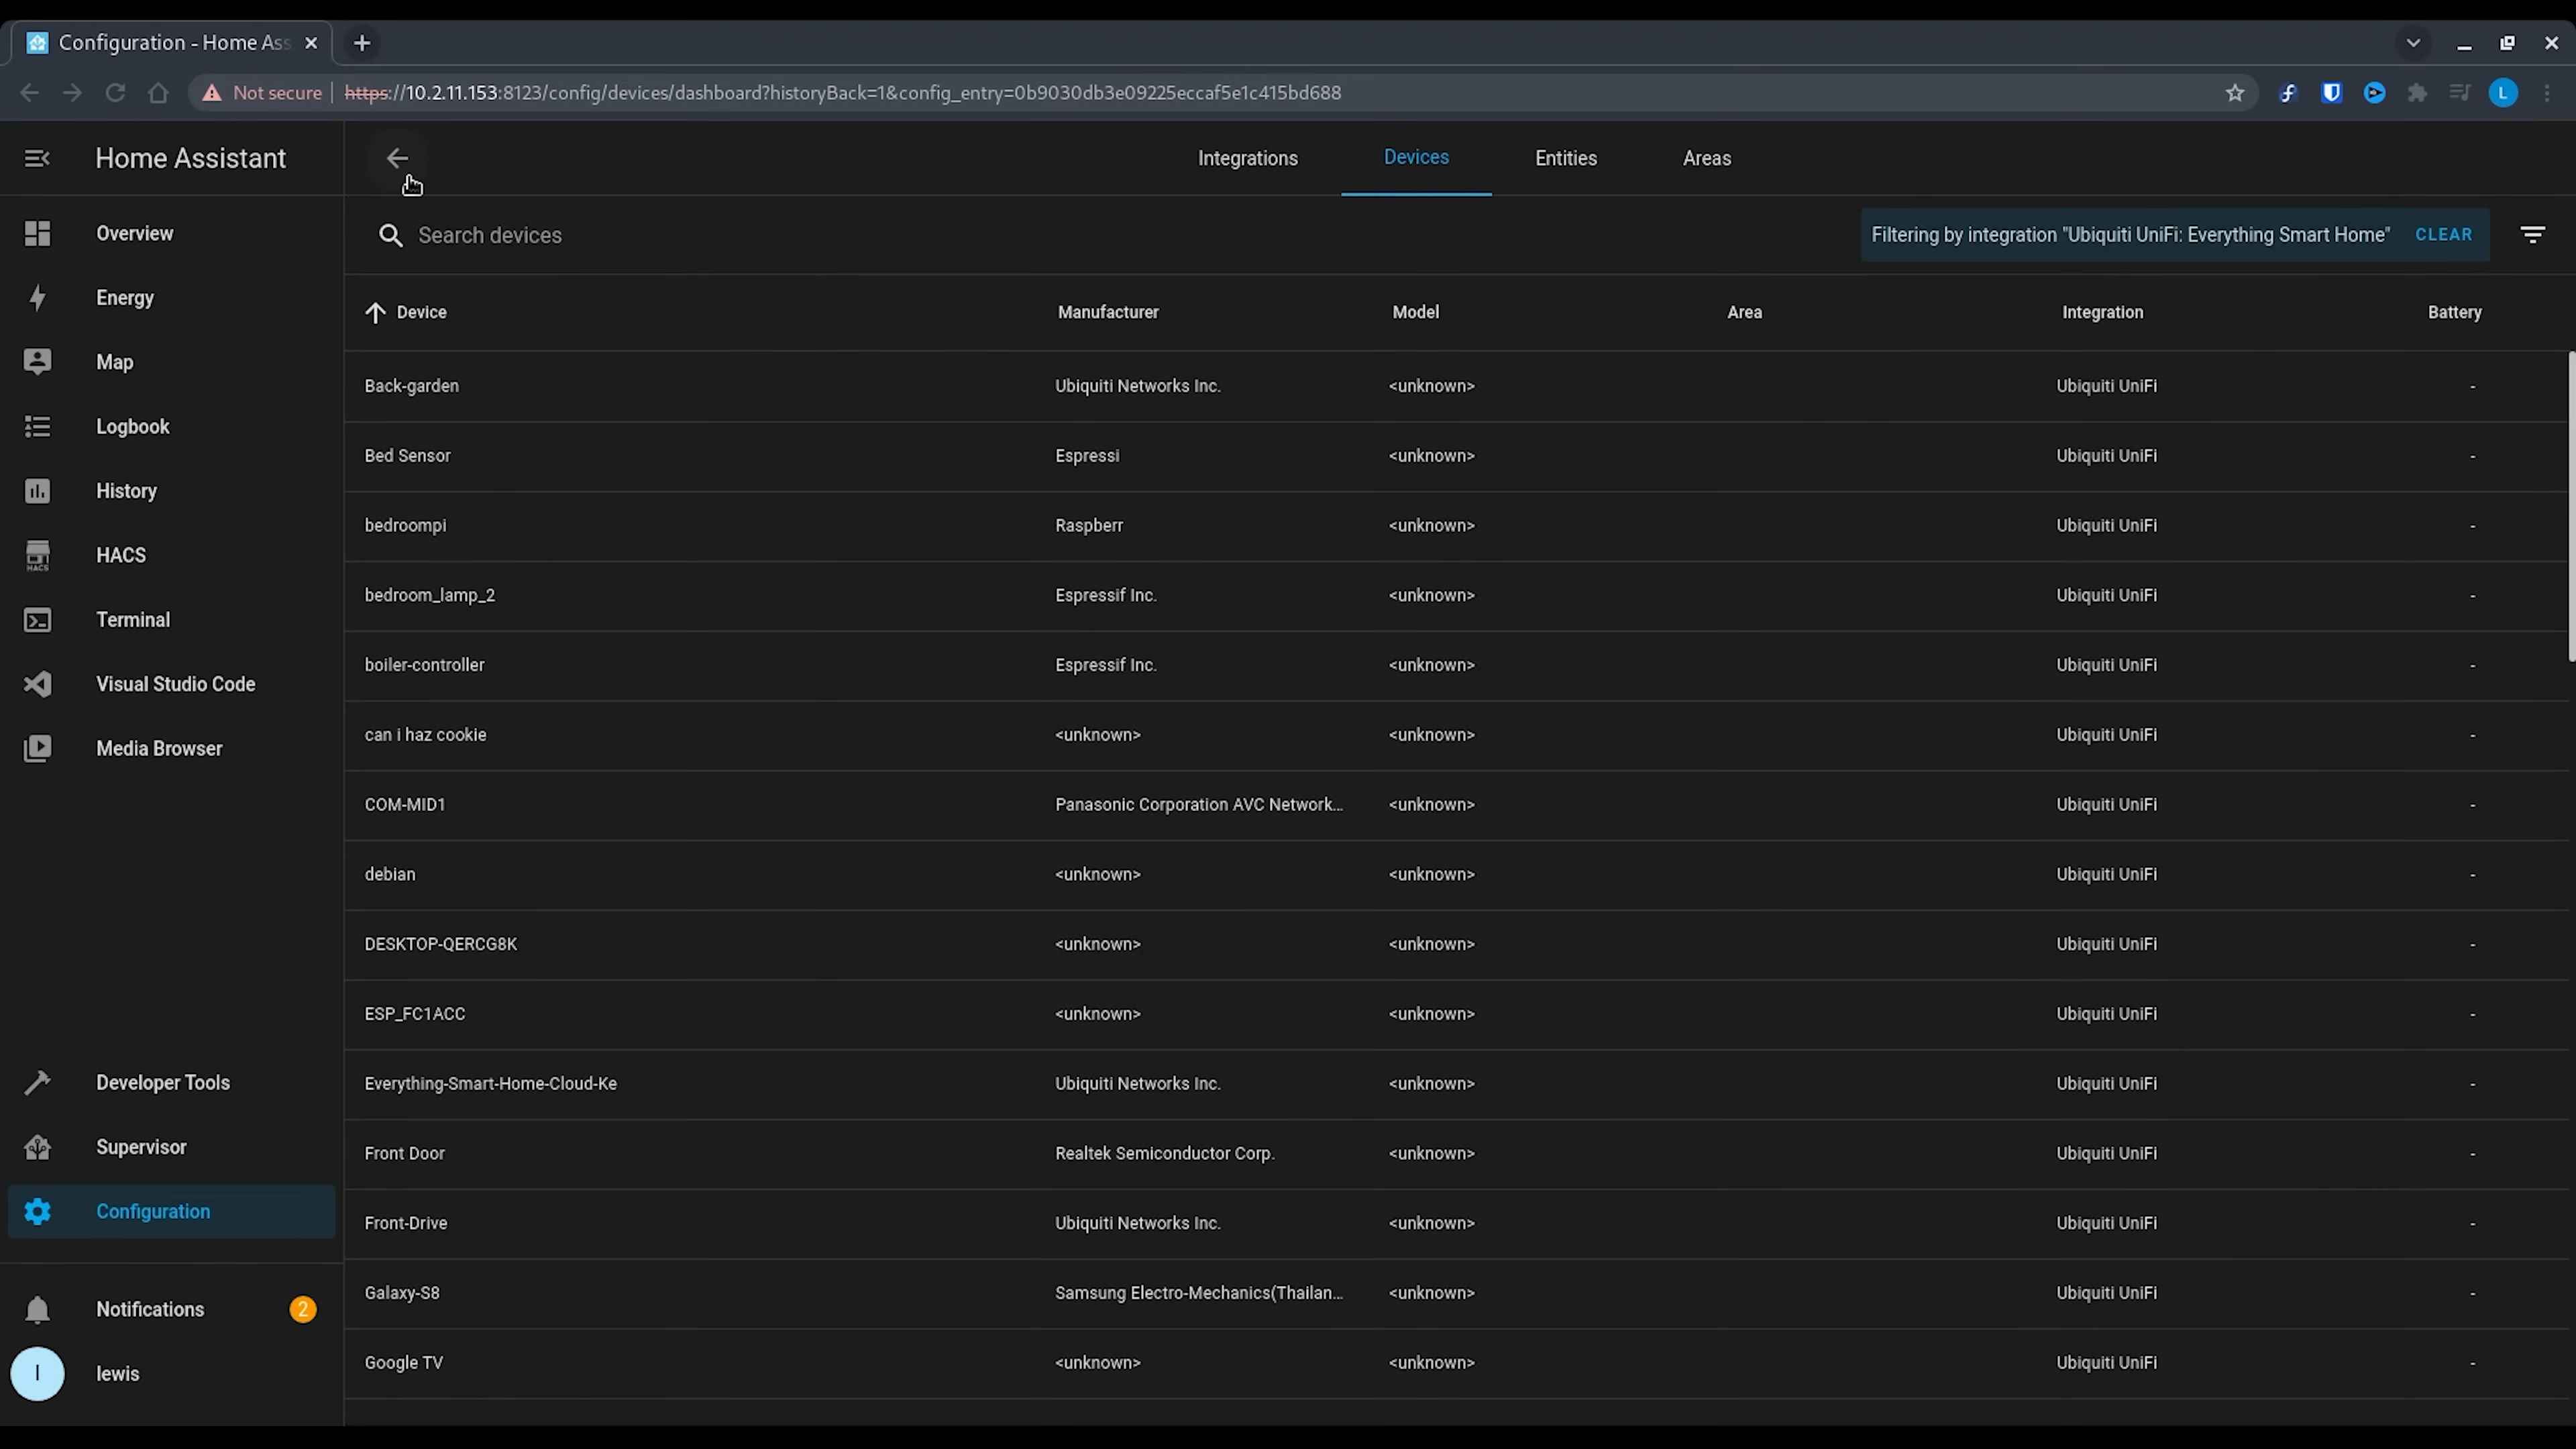 Configuration - Home Ass
Not secure https://10.2.11.153:8123/config/devices/dashboard?historyBack=1&config_entry=0b9030db3e09225eccaf5e1c415bd688 L
Home Assistant Integrations Devices Entities Areas
Search devices Filtering by integration "Ubiquiti UniFi: Everything Smart Home" CLEAR
Overview
Energy
Map
Logbook
History
HACS
HACS
Terminal
Visual Studio Code
Media Browser
Developer Tools
Supervisor
Configuration
Notifications 2
l lewis
Device Manufacturer Model Area Integration Battery
Back-garden Ubiquiti Networks Inc. <unknown> Ubiquiti UniFi -
Bed Sensor Espressi <unknown> Ubiquiti UniFi -
bedroompi Raspberr <unknown> Ubiquiti UniFi -
bedroom_lamp_2 Espressif Inc. <unknown> Ubiquiti UniFi -
boiler-controller Espressif Inc. <unknown> Ubiquiti UniFi -
can i haz cookie <unknown> <unknown> Ubiquiti UniFi -
COM-MID1 Panasonic Corporation AVC Network... <unknown> Ubiquiti UniFi -
debian <unknown> <unknown> Ubiquiti UniFi -
DESKTOP-QERCG8K <unknown> <unknown> Ubiquiti UniFi -
ESP_FC1ACC <unknown> <unknown> Ubiquiti UniFi -
Everything-Smart-Home-Cloud-Ke Ubiquiti Networks Inc. <unknown> Ubiquiti UniFi -
Front Door Realtek Semiconductor Corp. <unknown> Ubiquiti UniFi -
Front-Drive Ubiquiti Networks Inc. <unknown> Ubiquiti UniFi -
Galaxy-S8 Samsung Electro-Mechanics(Thailan... <unknown> Ubiquiti UniFi -
Google TV <unknown> <unknown> Ubiquiti UniFi -